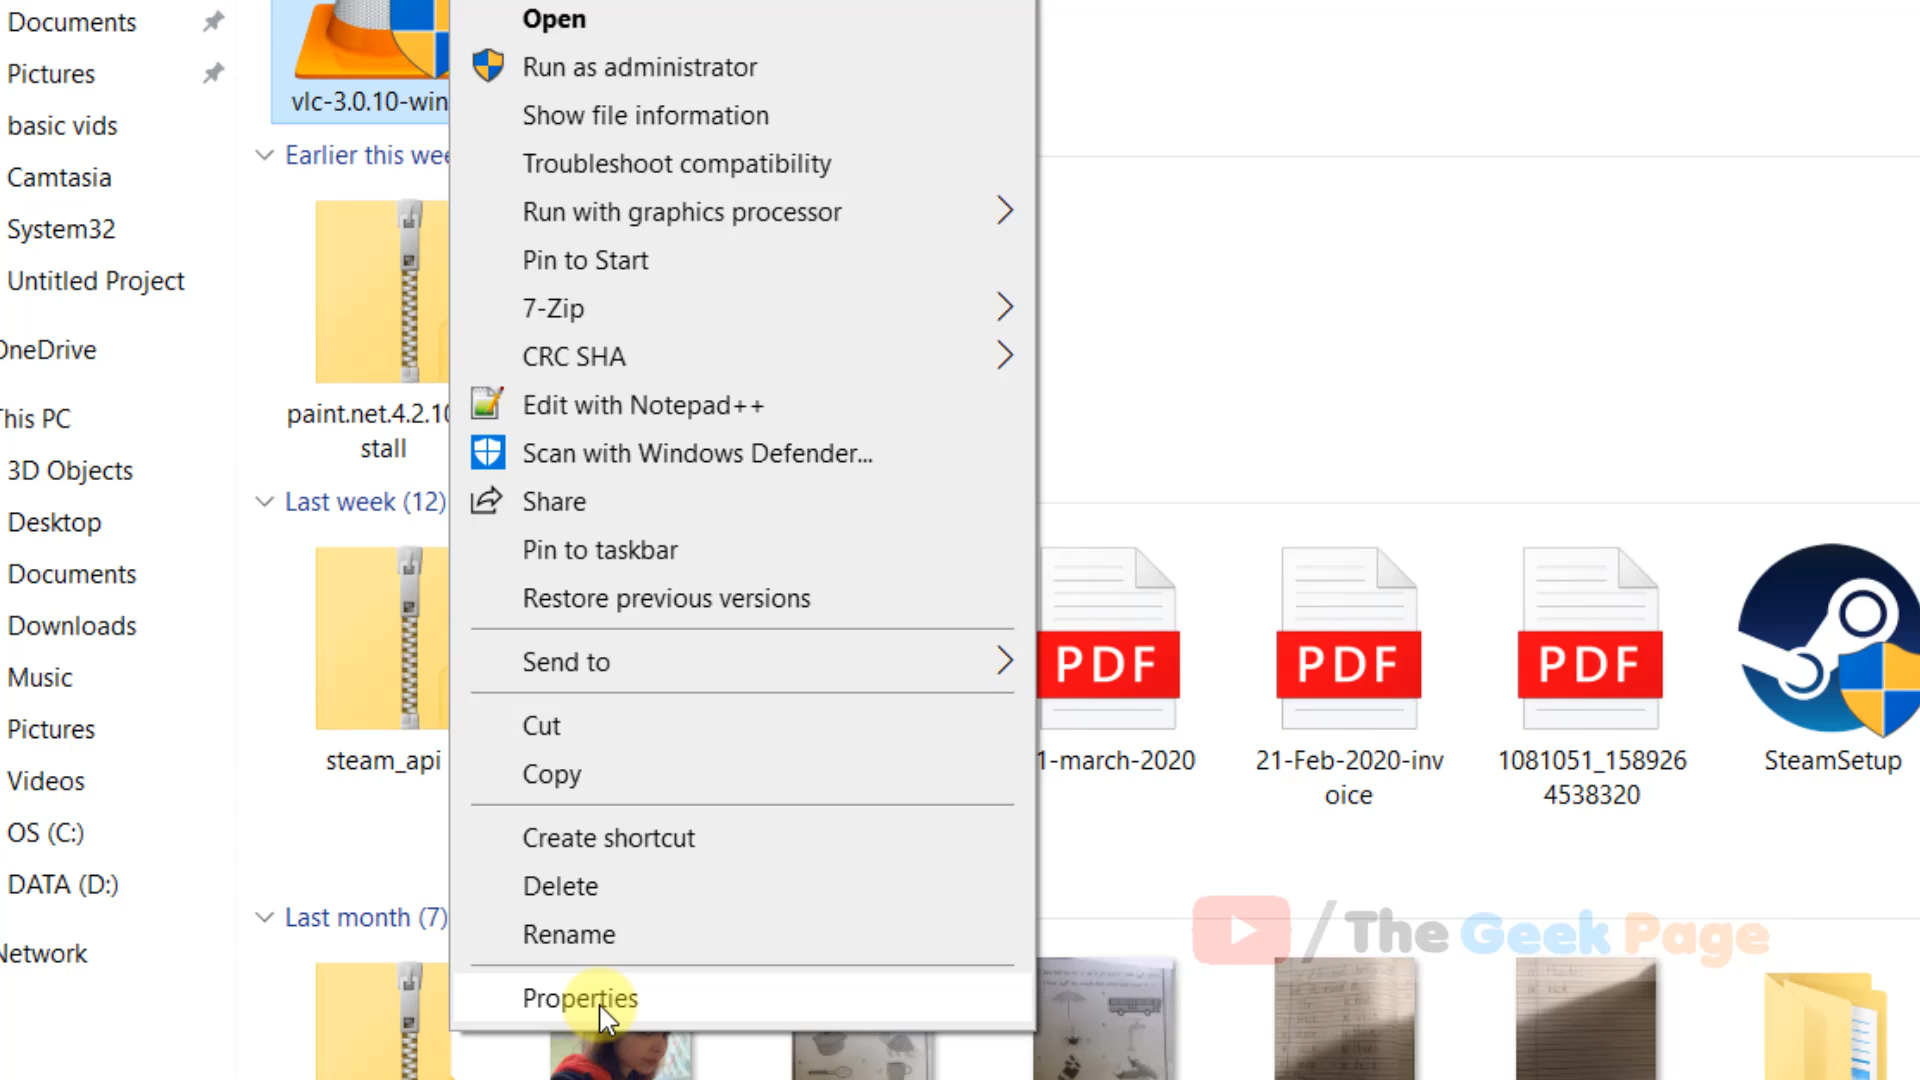 Documents
Pictures
basic vids
Camtasia
System32
Untitled Project
OneDrive
This PC
3D Objects
Desktop
Documents
Downloads
Music
Pictures
Videos
OS (C:)
DATA (D:)
Network
vlc-3.0.10-win
Earlier this wee
paint.net.4.2.10
stall
Last week (12)
steam_api
Last month (7)
Open
Run as administrator
Show file information
Troubleshoot compatibility
Run with graphics processor
Pin to Start
7-Zip
CRC SHA
Edit with Notepad++
Scan with Windows Defender...
Share
Pin to taskbar
Restore previous versions
Send to
Cut
Copy
Create shortcut
Delete
Rename
Properties
PDF
1-march-2020
PDF
21-Feb-2020-inv
oice
PDF
1081051_158926
4538320
SteamSetup
The Geek Page